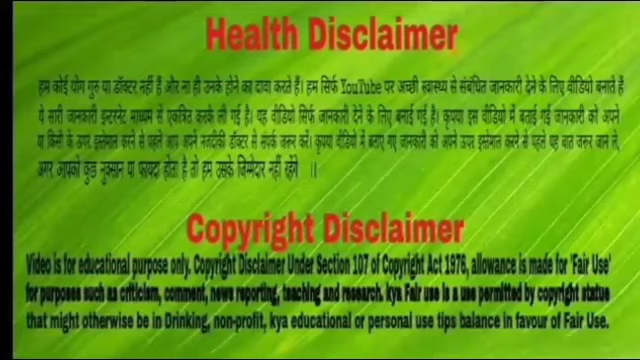 Health Disclaimer
हम कोई योग गुरु या डॉक्टर नहीं हैं और ना ही उनके होने का दावा करते हैं। हम सिर्फ YouTube पर अच्छी स्वास्थ्य से संबंधित जानकारी देने के लिए वीडियो बनाते हैं
ये सारी जानकारी इन्टरनेट माध्यम से एकत्रित करके ली गई है। यह वीडियो सिर्फ जानकारी देने के लिए बनाई गई है। कृपया इस वीडियो में बताई गई जानकारी को अपने
या किसी के ऊपर इस्तेमाल करने से पहले आप अपने नजदीकी डॉक्टर से संपर्क जरूर करें। कृपया वीडियो में बताए गए जानकारी को अपने ऊपर इस्तेमाल करने से पहले यह बात जरूर जान ले,
अगर आपको कुछ नुक्सान या फायदा होता है तो हम उसके जिम्मेदार नहीं रहेंगे ।।
Copyright Disclaimer
Video is for educational purpose only. Copyright Disclaimer Under Section 107 of Copyright Act 1976, allowance is made for 'Fair Use'
for purposes such as criticism, comment, news reporting, teaching and research. kya Fair use is a use permitted by copyright statue
that might otherwise be in Drinking, non-profit, kya educational or personal use tips balance in favour of Fair Use.